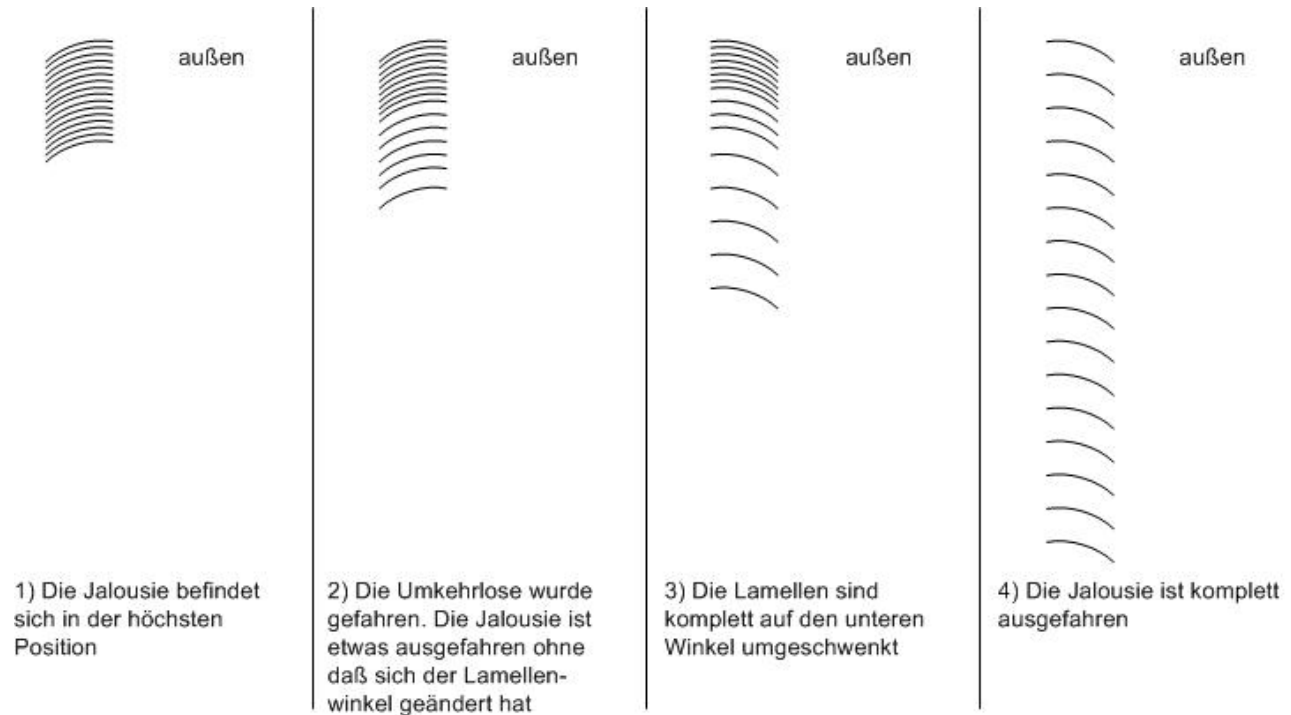 außen
außen
außen
außen
1) Die Jalousie befindet
sich in der höchsten
Position
2) Die Umkehrlose wurde
gefahren. Die Jalousie ist
etwas ausgefahren ohne
daß sich der Lamellen-
winkel geändert hat
3) Die Lamellen sind
komplett auf den unteren
Winkel umgeschwenkt
4) Die Jalousie ist komplett
ausgefahren